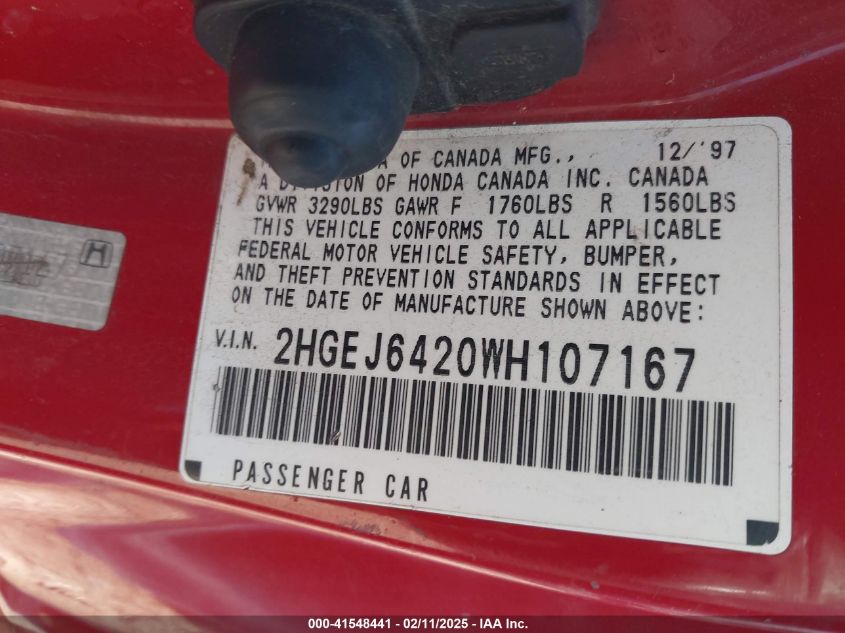 A OF CANADA MFG., 12/'97
A DIVISION OF HONDA CANADA INC. CANADA
GVWR 3290LBS GAWR F 1760LBS R 1560LBS
THIS VEHICLE CONFORMS TO ALL APPLICABLE
FEDERAL MOTOR VEHICLE SAFETY, BUMPER,
AND THEFT PREVENTION STANDARDS IN EFFECT
ON THE DATE OF MANUFACTURE SHOWN ABOVE:
V.I.N. 2HGEJ6420WH107167
PASSENGER CAR
000-41548441 - 02/11/2025 - IAA Inc.